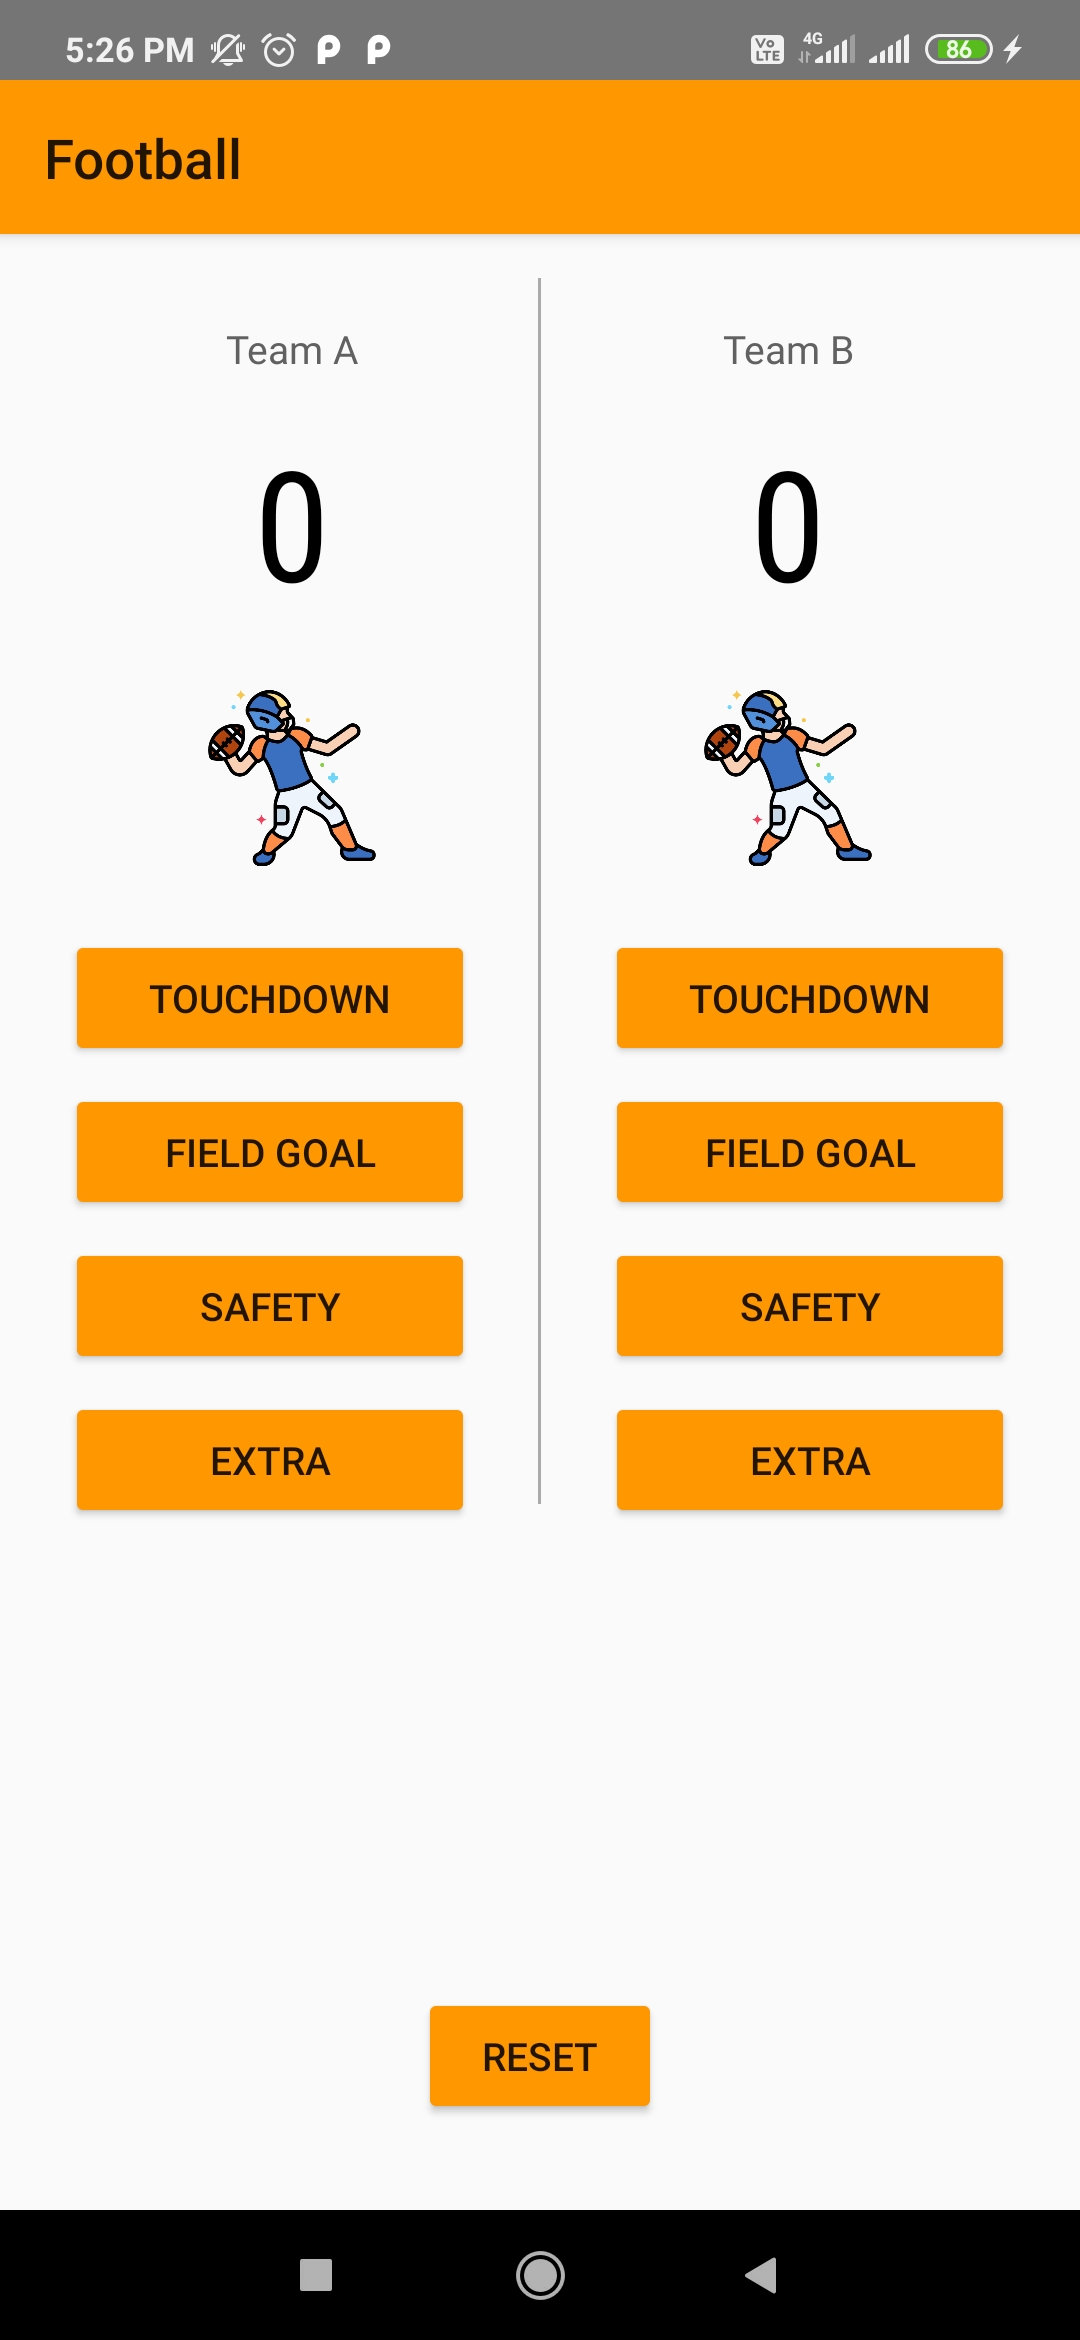 5:26 PM
Vo LTE 4G 86
Football
Team A
Team B
0
0
TOUCHDOWN
TOUCHDOWN
FIELD GOAL
FIELD GOAL
SAFETY
SAFETY
EXTRA
EXTRA
RESET